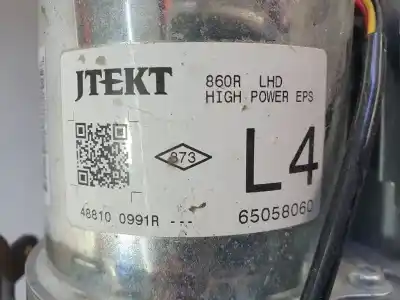 JTEKT
860R LHD
HIGH POWER EPS
873
L4
48810 0991R ---
65058060